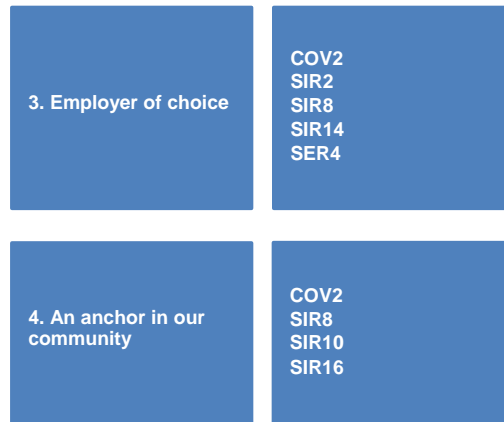 3. Employer of choice
COV2
SIR2
SIR8
SIR14
SER4
4. An anchor in our
community
COV2
SIR8
SIR10
SIR16